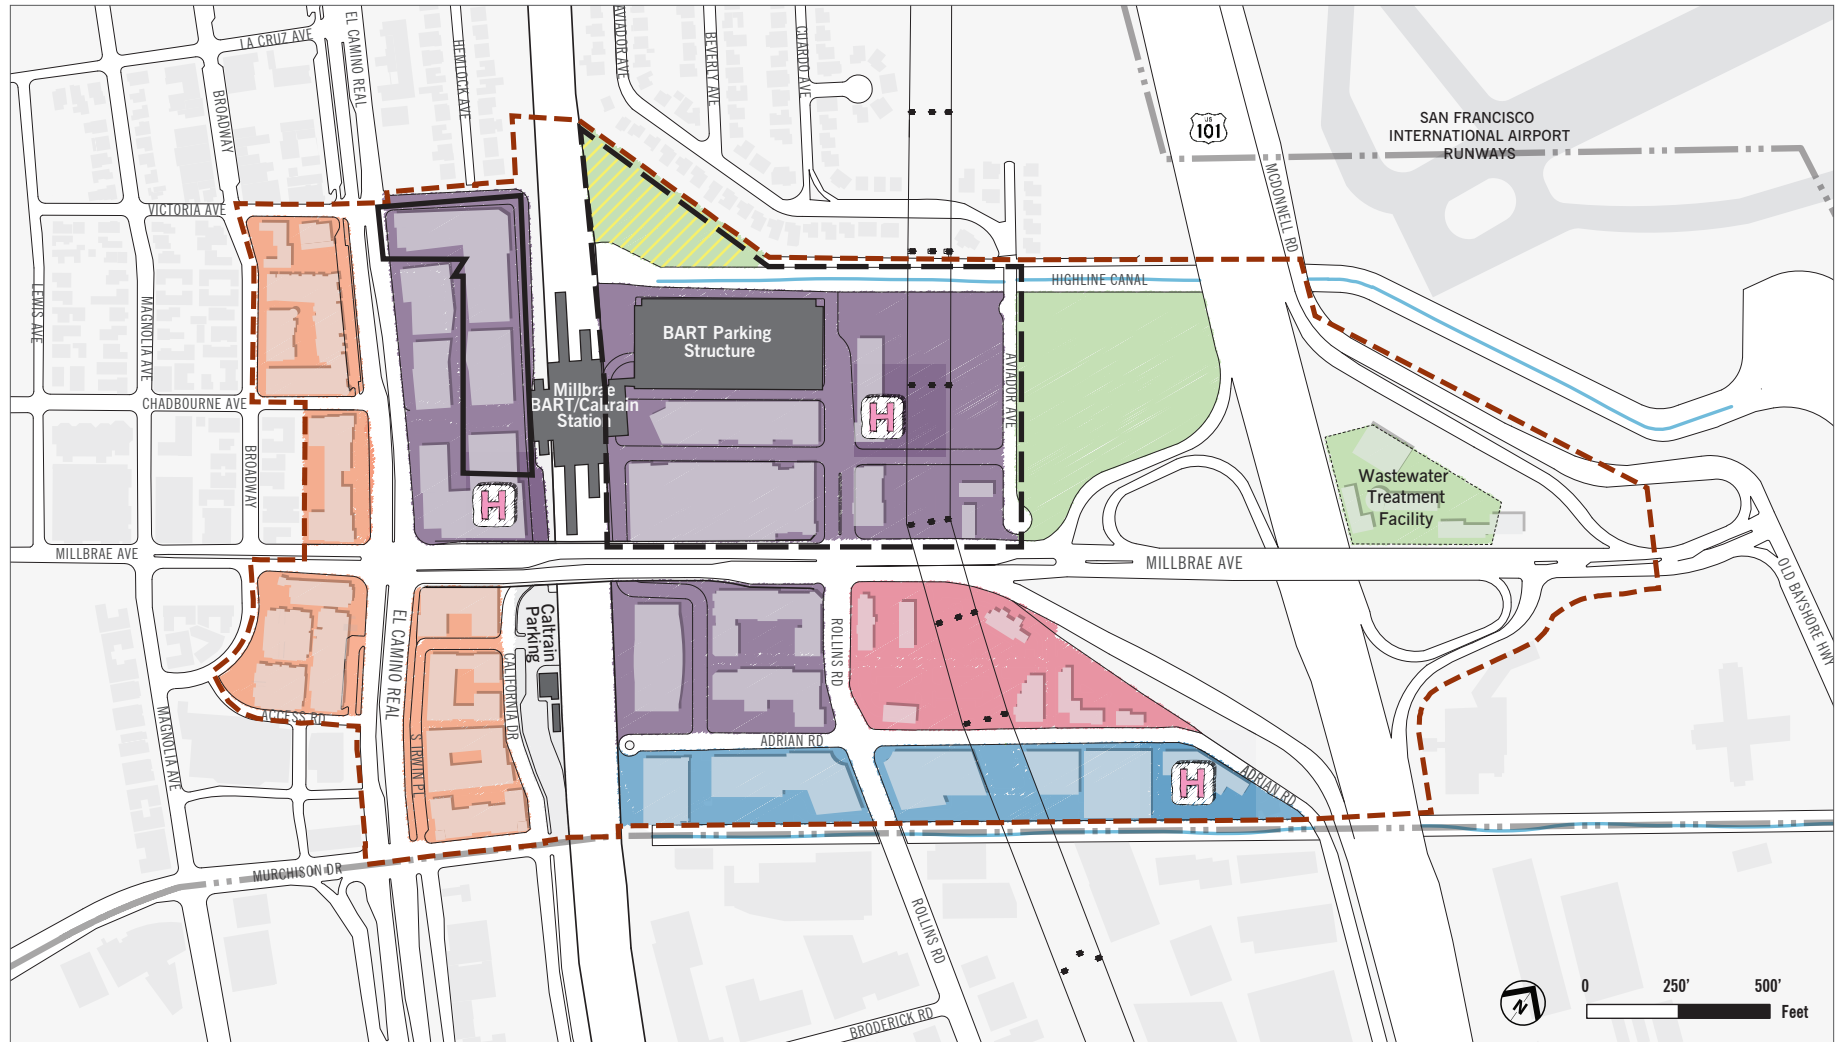 LA CRUZ AVE
EL CAMINO REAL
HEMLOCK AVE
AVIADOR AVE
BEVERLY AVE
CUARDO AVE
BROADWAY
US
101
SAN FRANCISCO
INTERNATIONAL AIRPORT
RUNWAYS
MCDONNELL RD
VICTORIA AVE
LEWIS AVE
MAGNOLIA AVE
HIGHLINE CANAL
BART Parking
Structure
AVIADOR AVE
Millbrae
BART/Caltrain
Station
CHADBOURNE AVE
H
BROADWAY
H
Wastewater
Treatment
Facility
MILLBRAE AVE
MILLBRAE AVE
OLD BAYSHORE HWY
EL CAMINO REAL
Caltrain
Parking
CALIFORNIA DR
ROLLINS RD
MAGNOLIA AVE
ACCESS RD
S IRWIN PL
ADRIAN RD
ADRIAN RD
H
MURCHISON DR
ROLLINS RD
BRODERICK RD
N
0 250' 500'
Feet